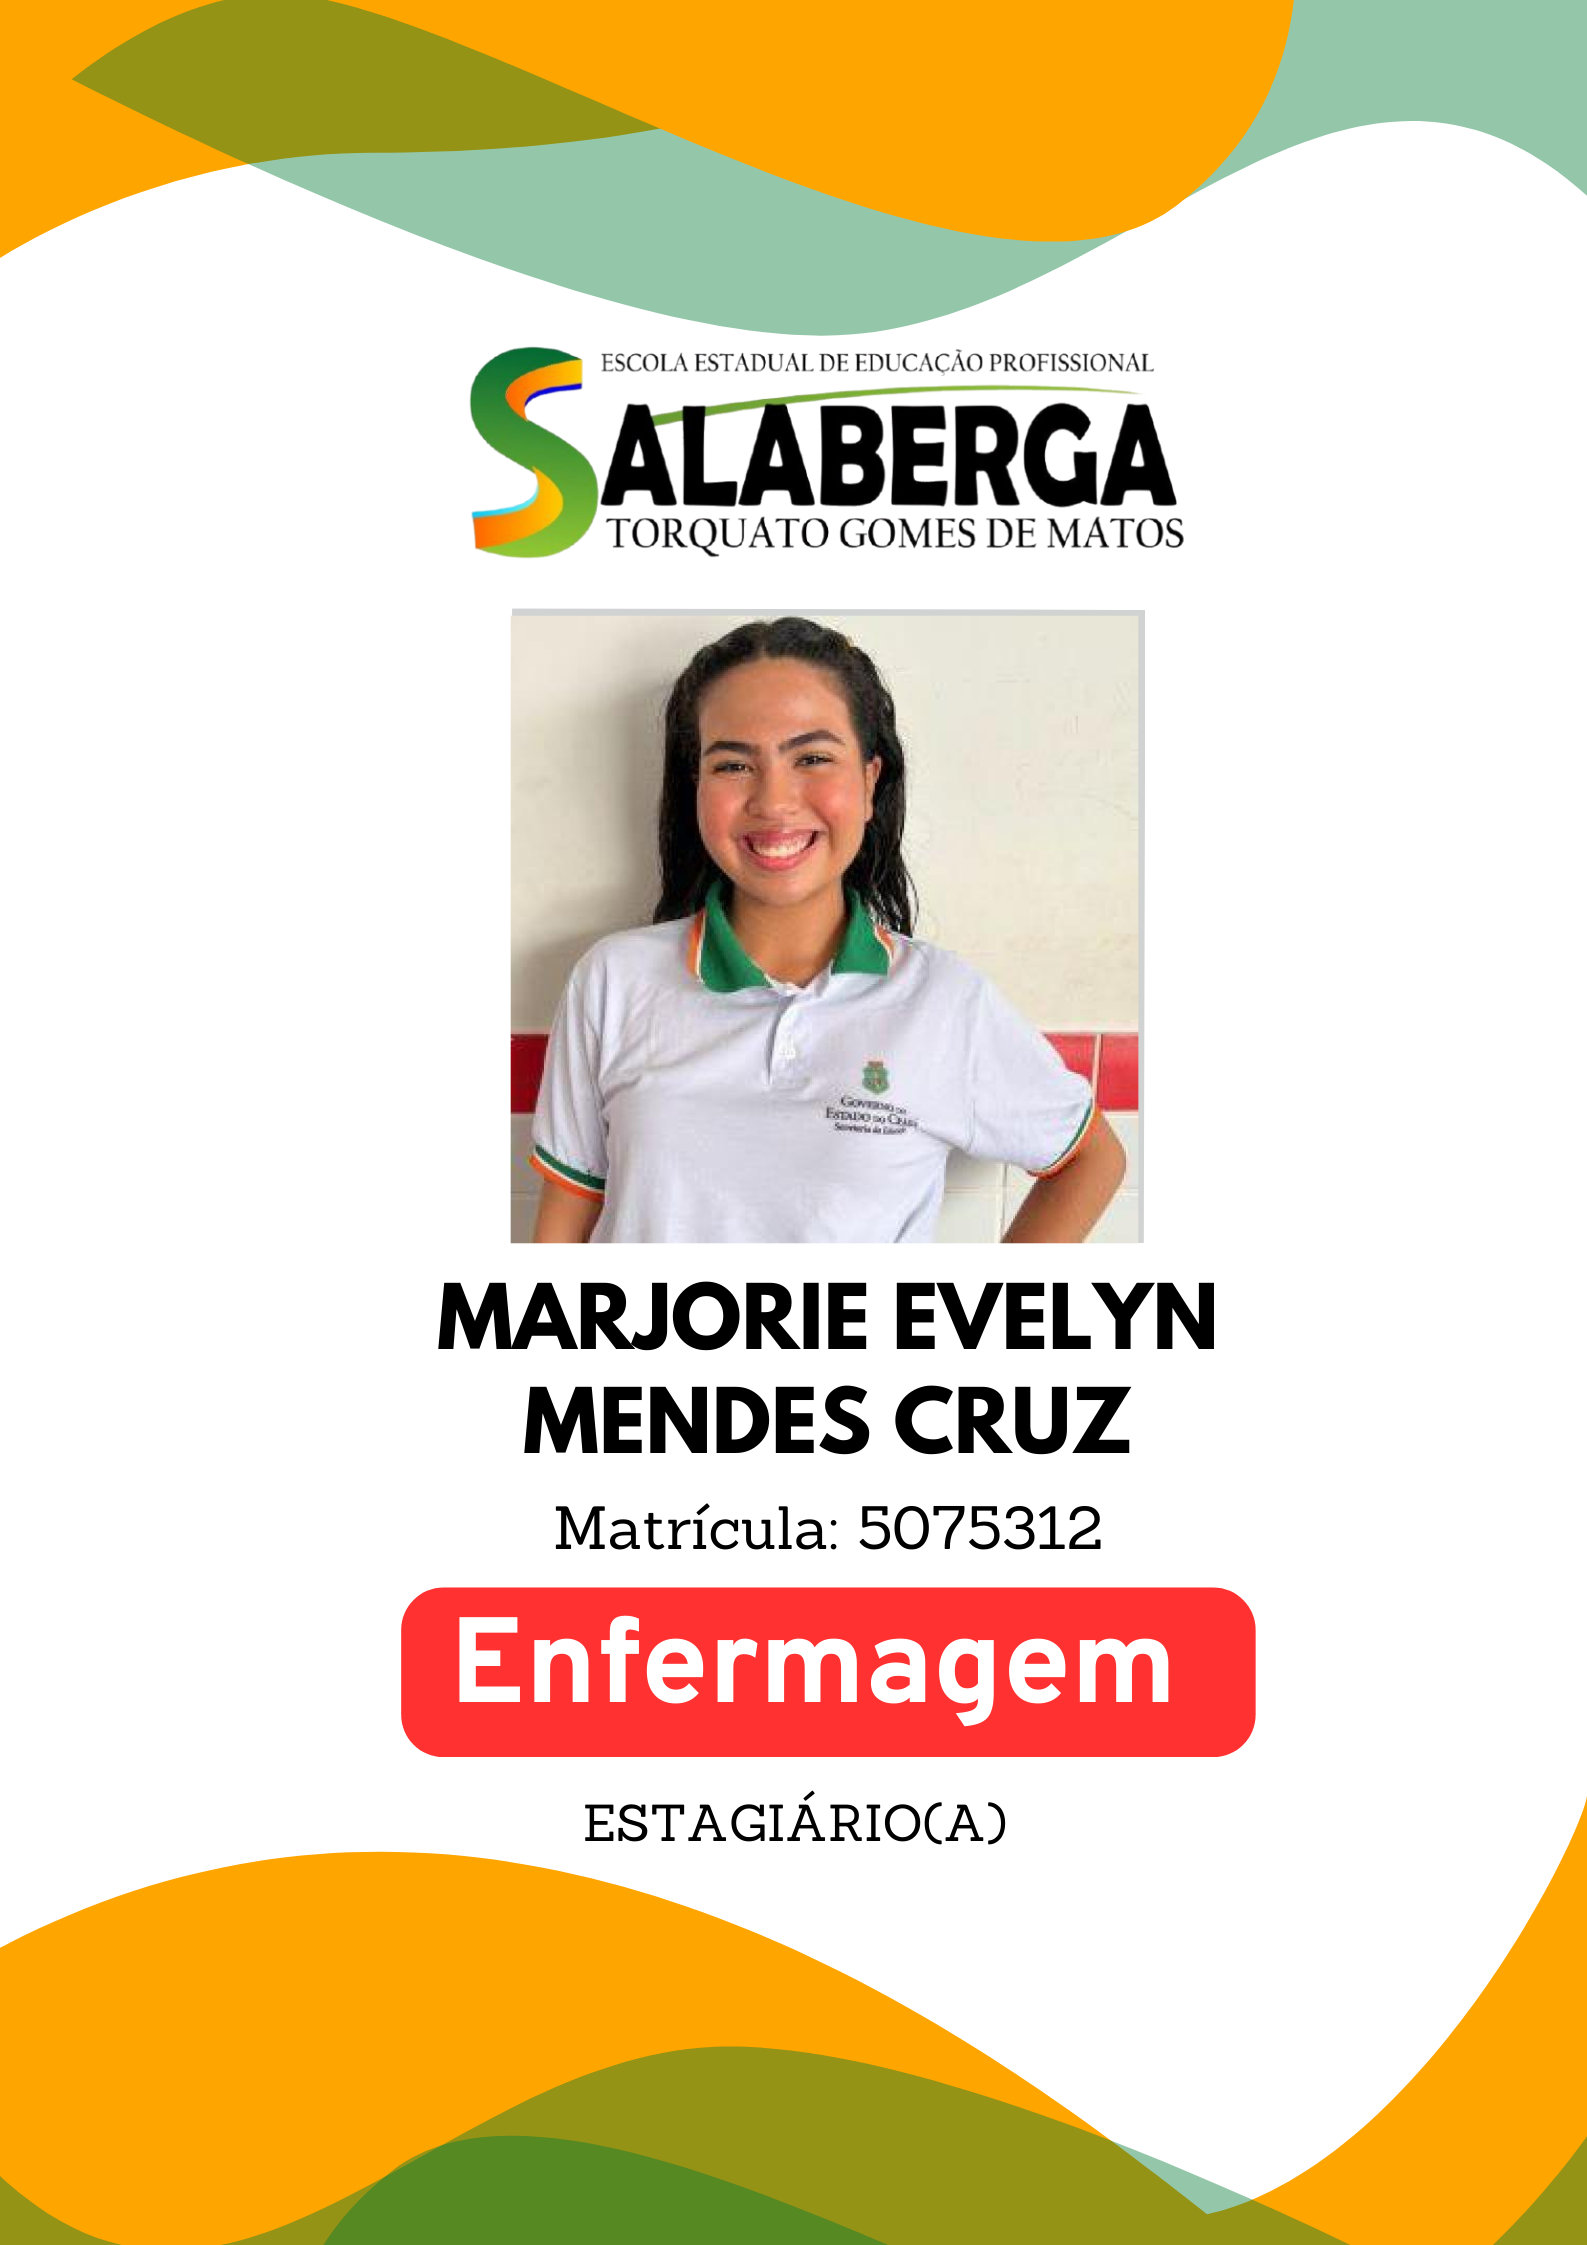 ESCOLA ESTADUAL DE EDUCAÇÃO PROFISSIONAL
SALABERGA
TORQUATO GOMES DE MATOS
GOVERNO DO
ESTADO DO CEARÁ
Secretaria da
MARJORIE EVELYN
MENDES CRUZ
Matrícula: 5075312
Enfermagem
ESTAGIÁRIO(A)